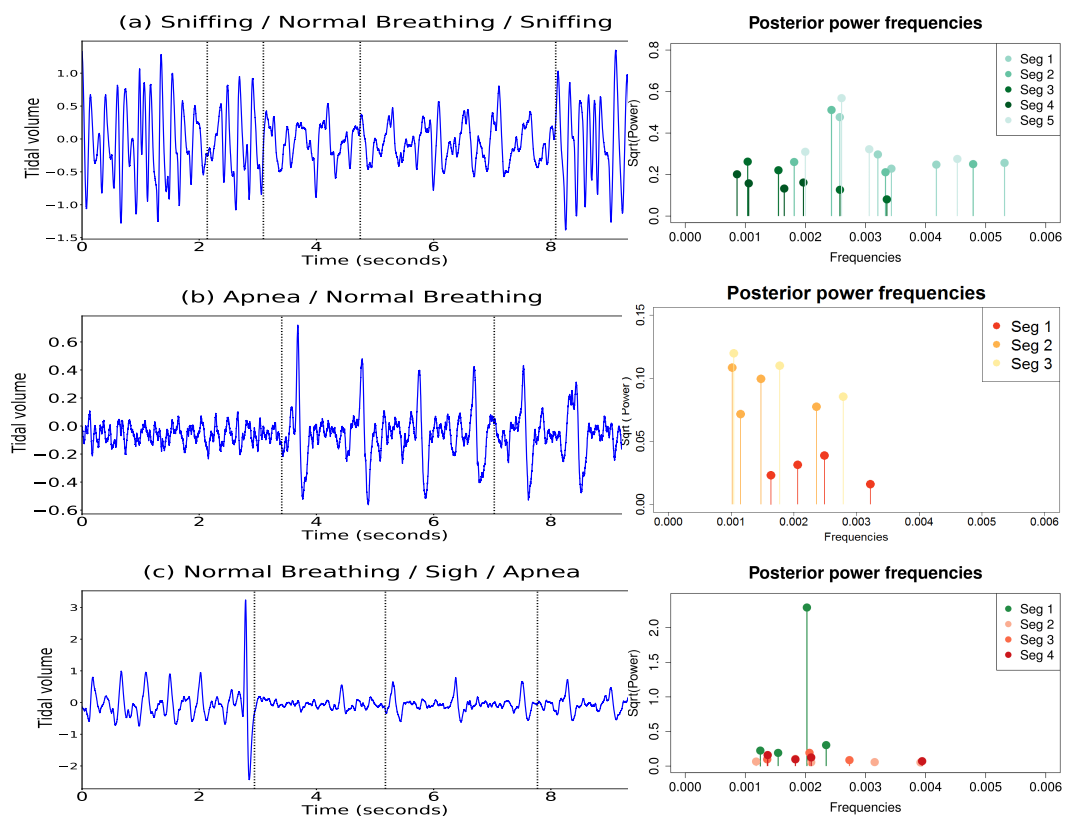 (a) Sniffing / Normal Breathing / Sniffing
Tidal volume
1.0
0.5
0.0
−0.5
−1.0
−1.5
0 2 4 6 8
Time (seconds)
Posterior power frequencies
Sqrt(Power)
0.8
0.6
0.4
0.2
0.0
Seg 1
Seg 2
Seg 3
Seg 4
Seg 5
0.000 0.001 0.002 0.003 0.004 0.005 0.006
Frequencies
(b) Apnea / Normal Breathing
Tidal volume
0.6
0.4
0.2
0.0
−0.2
−0.4
−0.6
0 2 4 6 8
Time (seconds)
Posterior power frequencies
Sqrt ( Power )
0.15
0.10
0.05
0.00
Seg 1
Seg 2
Seg 3
0.000 0.001 0.002 0.003 0.004 0.005 0.006
Frequencies
(c) Normal Breathing / Sigh / Apnea
Tidal volume
3
2
1
0
−1
−2
0 2 4 6 8
Time (seconds)
Posterior power frequencies
Sqrt(Power)
2.0
1.5
1.0
0.5
0.0
Seg 1
Seg 2
Seg 3
Seg 4
0.000 0.001 0.002 0.003 0.004 0.005 0.006
Frequencies